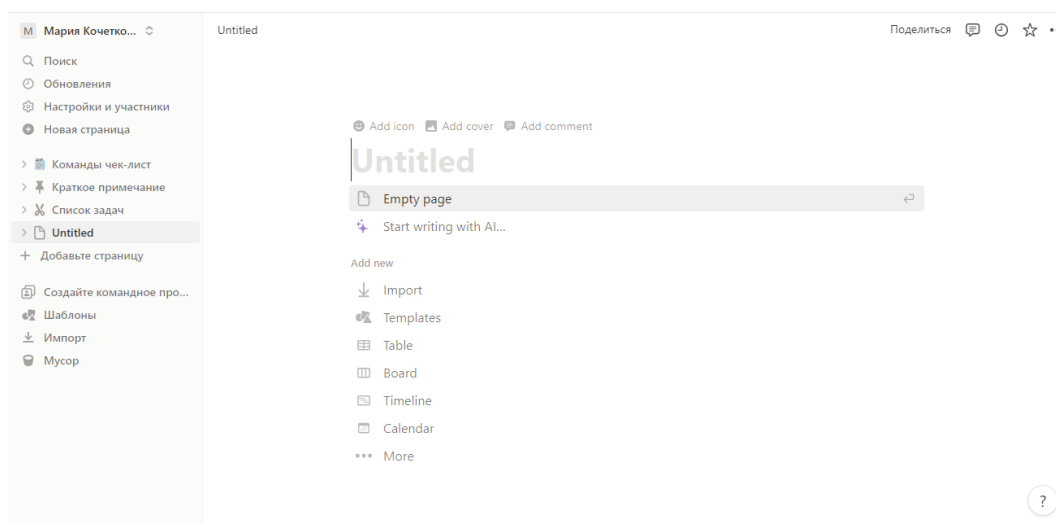 М Мария Кочетко...
Поиск
Обновления
Настройки и участники
Новая страница
Команды чек-лист
Краткое примечание
Список задач
Untitled
Добавьте страницу
Создайте командное про...
Шаблоны
Импорт
Мусор
Untitled
Поделиться
Add icon Add cover Add comment
Untitled
Empty page
Start writing with AI...
Add new
Import
Templates
Table
Board
Timeline
Calendar
More
?